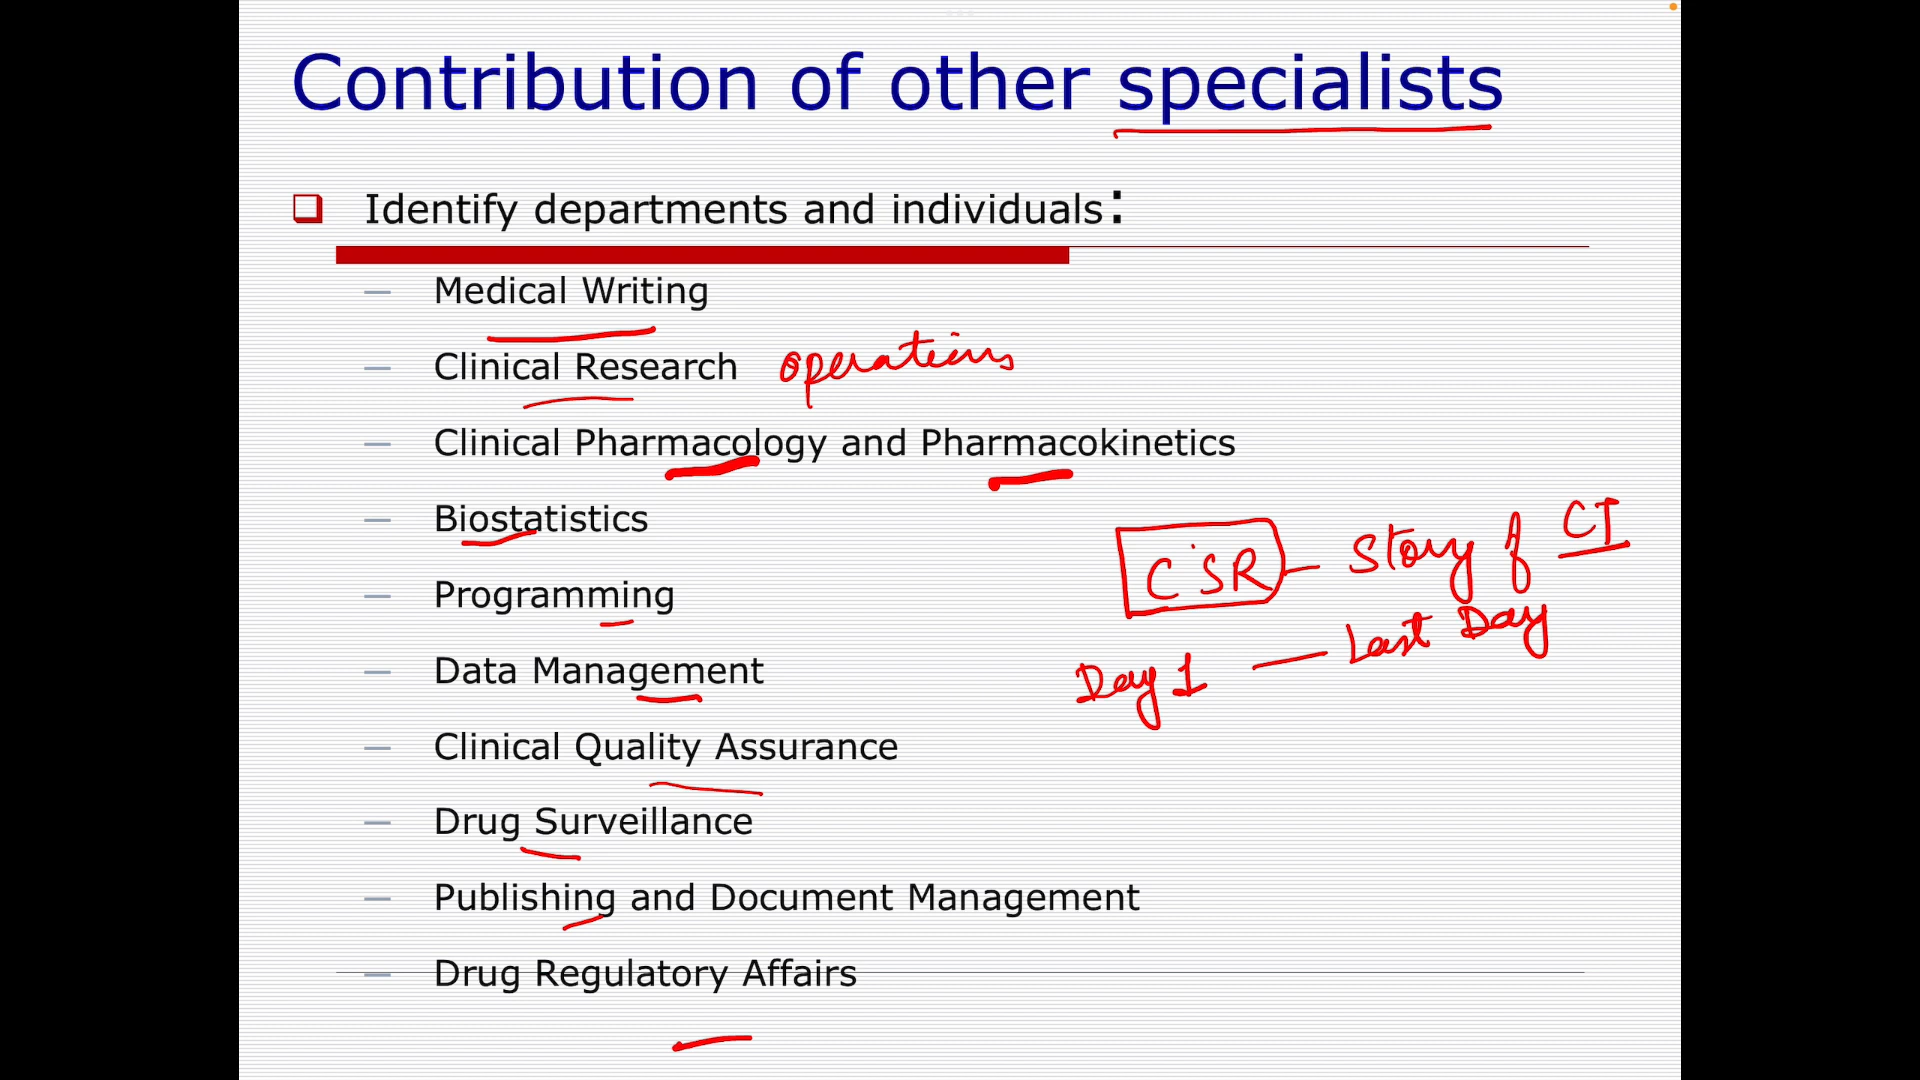 Contribution of other specialists
Identify departments and individuals:
— Medical Writing
— Clinical Research operations
— Clinical Pharmacology and Pharmacokinetics
— Biostatistics
CSR — Story of CT
— Programming
Day 1 — Last Day
— Data Management
— Clinical Quality Assurance
— Drug Surveillance
— Publishing and Document Management
— Drug Regulatory Affairs